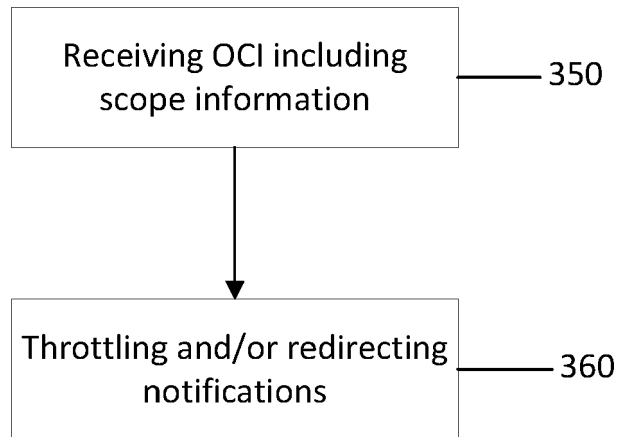 Receiving OCI including
scope information
350
Throttling and/or redirecting
notifications
360